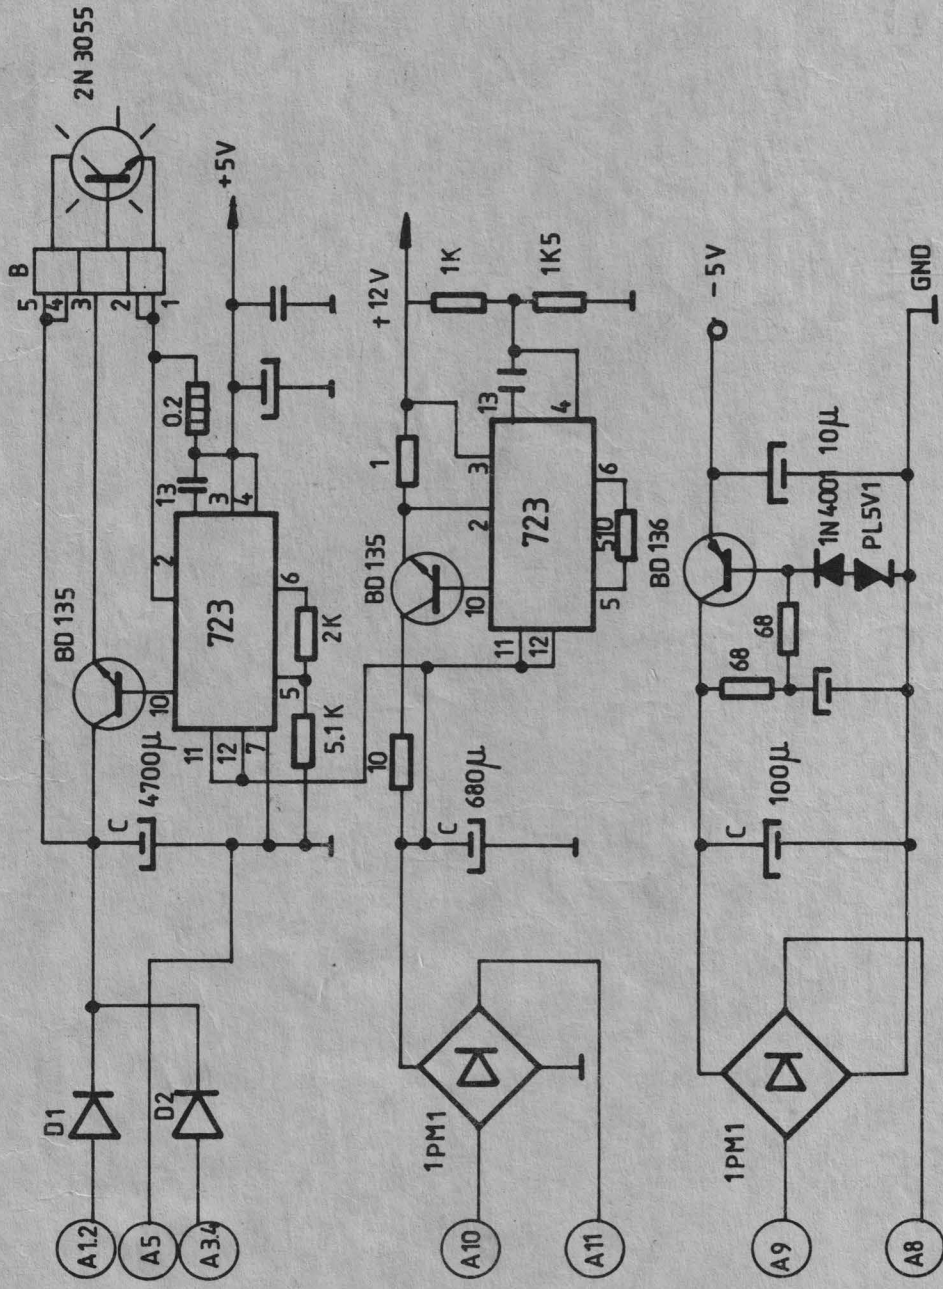 2N 3055
B
5
4
3
2
1
BD 135
+5V
0.2
13
3
4
2
723
10
6
5
11
12
7
2K
5.1K
C
4700µ
D1
D2
A1.2
A5
A3.4
+12V
1K
1K5
1
13
4
3
2
BD 135
723
10
6
5
510
11
12
10
C
680µ
1PM1
A10
A11
-5V
GND
BD 136
10µ
1N 4001
PL5V1
68
68
C
100µ
1PM1
A9
A8